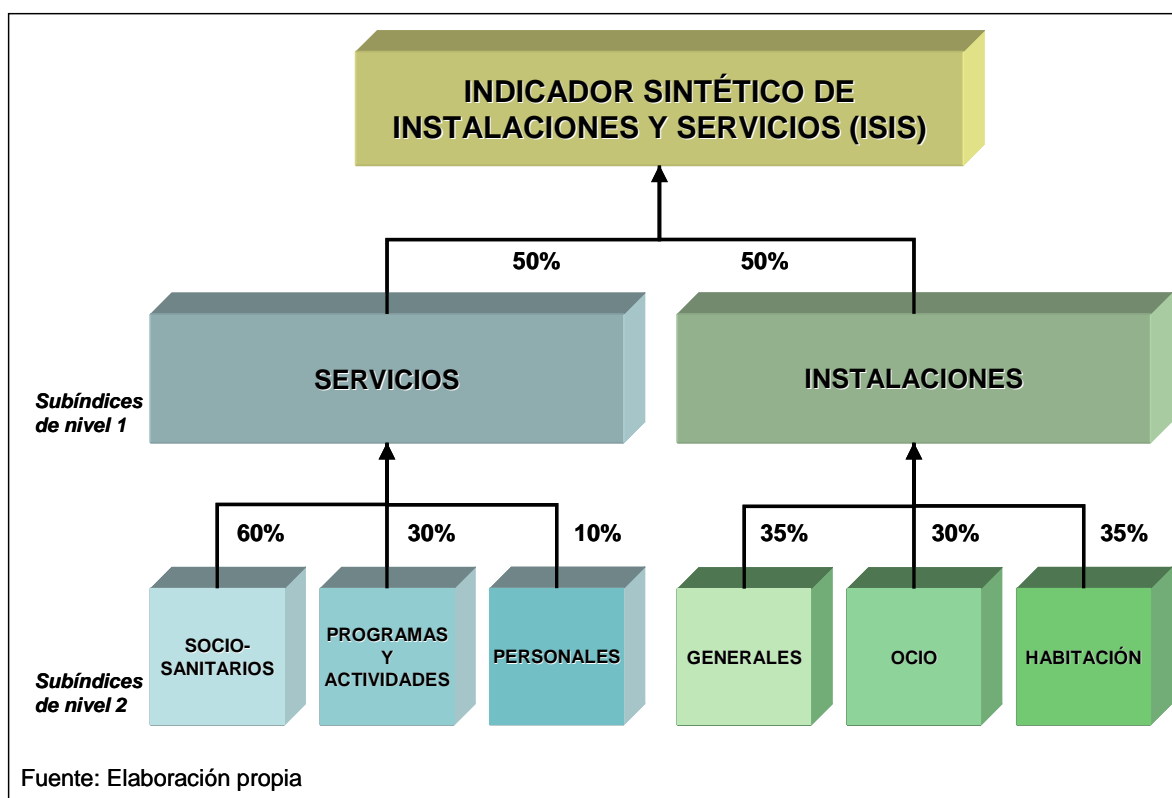 INDICADOR SINTÉTICO DE
INSTALACIONES Y SERVICIOS (ISIS)
50%
50%
SERVICIOS
INSTALACIONES
Subíndices
de nivel 1
60%
30%
10%
35%
30%
35%
SOCIO-
SANITARIOS
PROGRAMAS
Y
ACTIVIDADES
PERSONALES
GENERALES
OCIO
HABITACIÓN
Subíndices
de nivel 2
Fuente: Elaboración propia